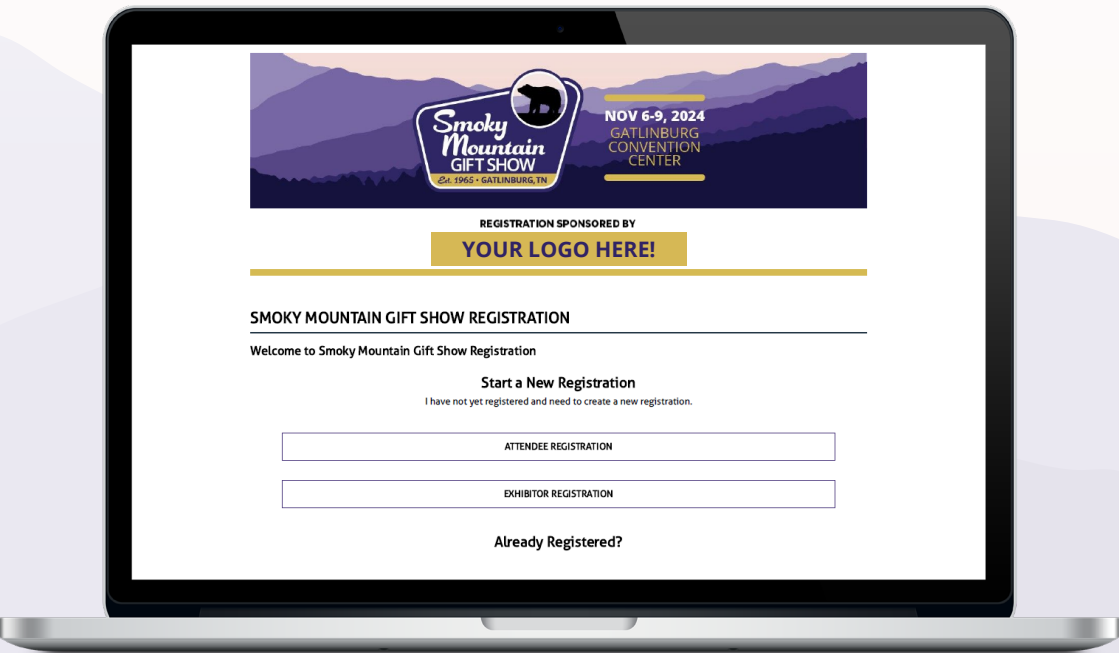 Smoky
Mountain
GIFT SHOW
Est. 1965 • GATLINBURG, TN
NOV 6-9, 2024
GATLINBURG
CONVENTION
CENTER
REGISTRATION SPONSORED BY
YOUR LOGO HERE!
SMOKY MOUNTAIN GIFT SHOW REGISTRATION
Welcome to Smoky Mountain Gift Show Registration
Start a New Registration
I have not yet registered and need to create a new registration.
ATTENDEE REGISTRATION
EXHIBITOR REGISTRATION
Already Registered?